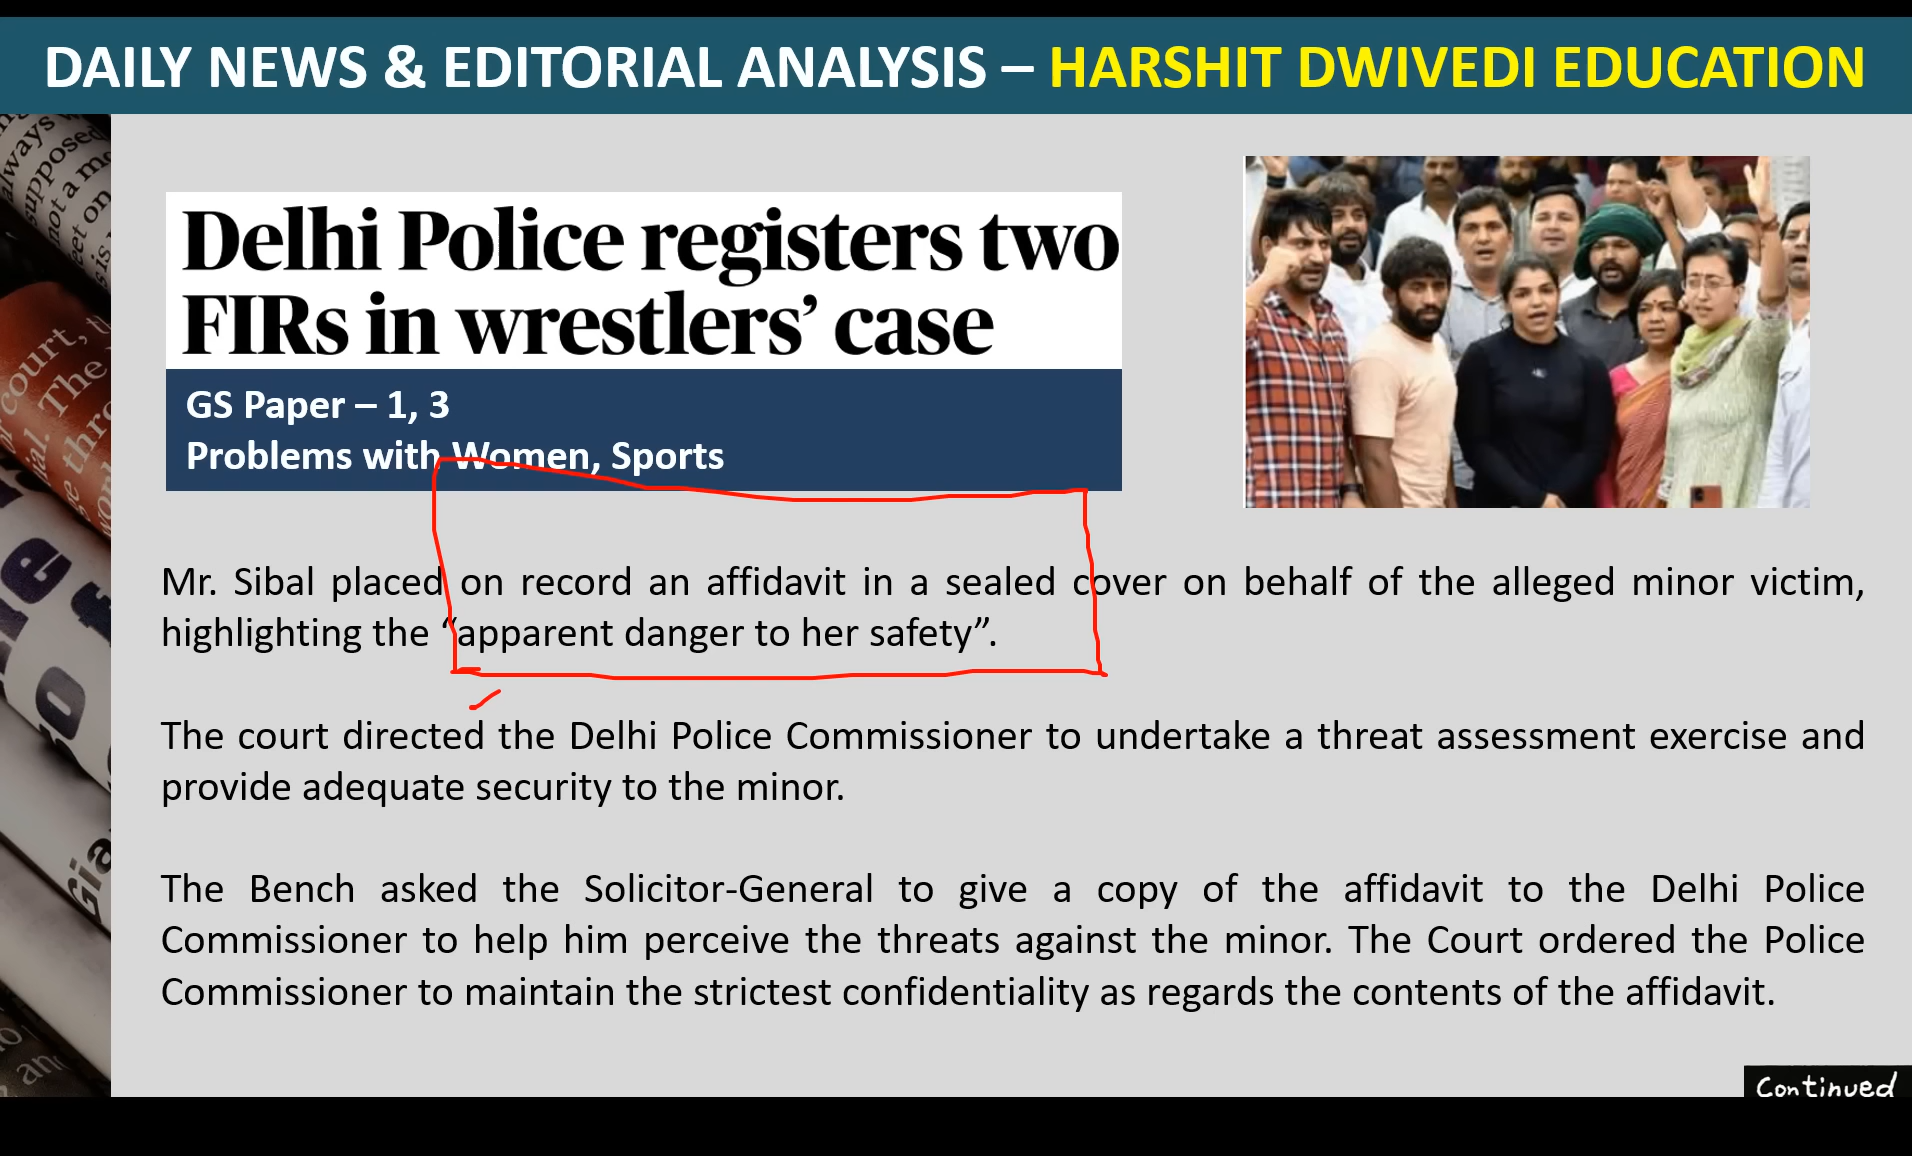 DAILY NEWS & EDITORIAL ANALYSIS – HARSHIT DWIVEDI EDUCATION
Delhi Police registers two
FIRs in wrestlers’ case
GS Paper – 1, 3
Problems with Women, Sports
Mr. Sibal placed on record an affidavit in a sealed cover on behalf of the alleged minor victim,
highlighting the “apparent danger to her safety”.
The court directed the Delhi Police Commissioner to undertake a threat assessment exercise and
provide adequate security to the minor.
The Bench asked the Solicitor-General to give a copy of the affidavit to the Delhi Police
Commissioner to help him perceive the threats against the minor. The Court ordered the Police
Commissioner to maintain the strictest confidentiality as regards the contents of the affidavit.
Continued